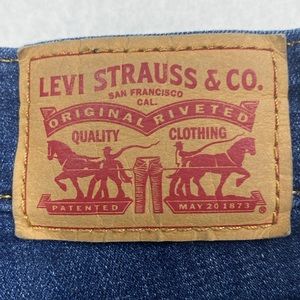 LEVI STRAUSS & CO.
SAN FRANCISCO
CAL.
ORIGINAL RIVETED
QUALITY CLOTHING
PATENTED MAY 20 1873
®